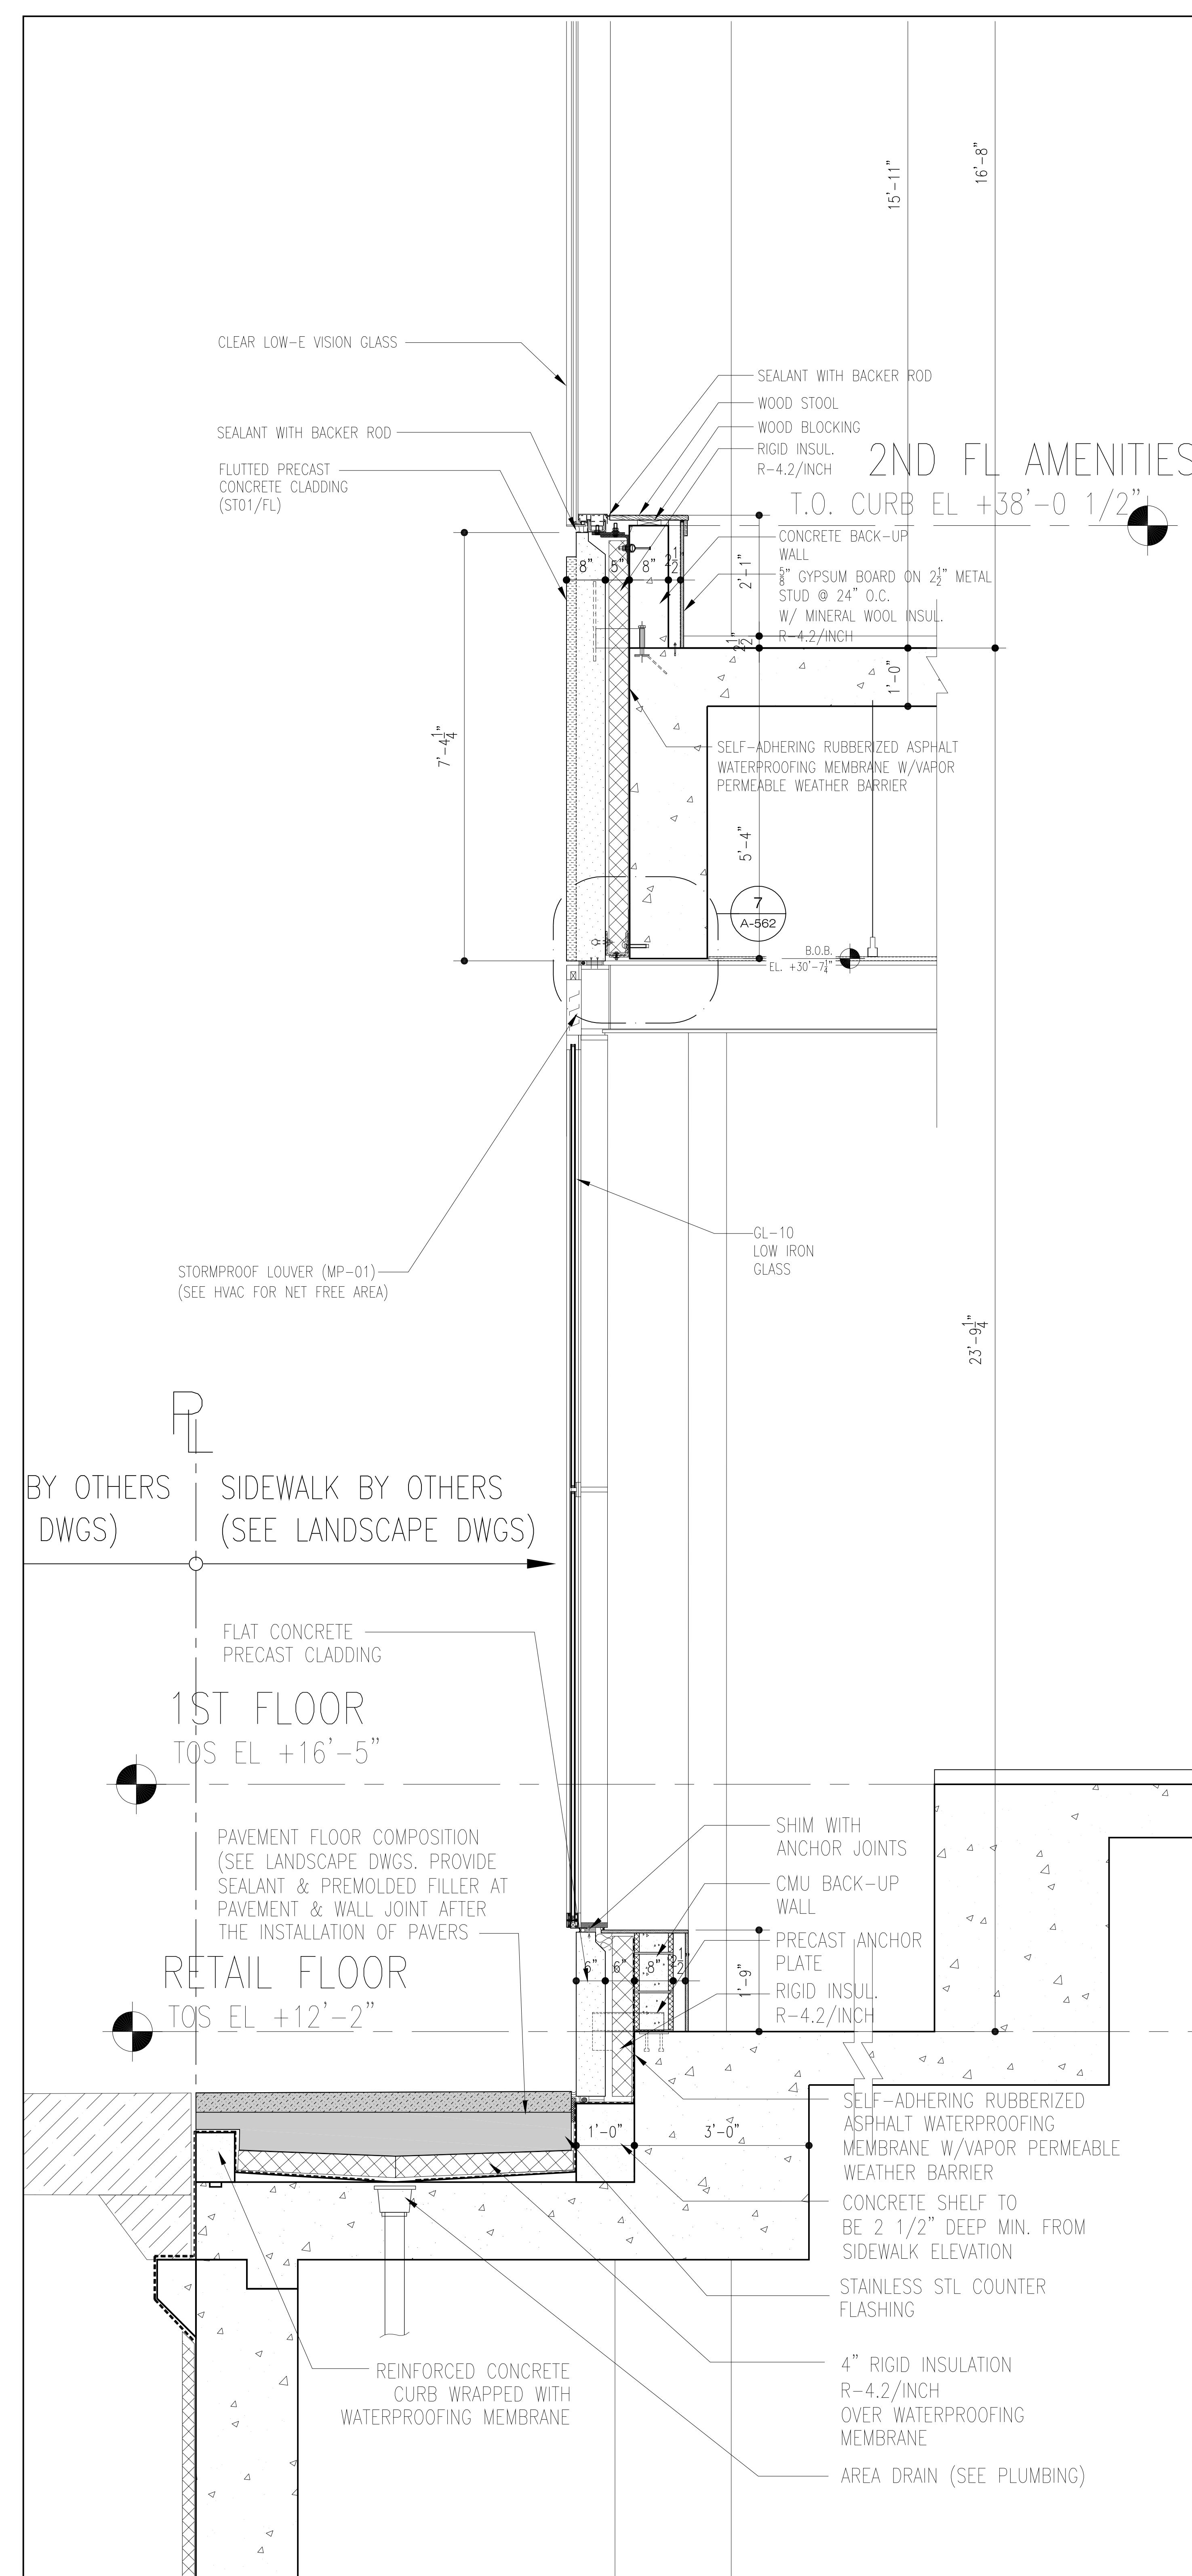 15'-11"
16'-8"
CLEAR LOW-E VISION GLASS
SEALANT WITH BACKER ROD
WOOD STOOL
SEALANT WITH BACKER ROD
WOOD BLOCKING
RIGID INSUL.
R-4.2/INCH
2ND FL AMENITIES
FLUTTED PRECAST
CONCRETE CLADDING
(ST01/FL)
T.O. CURB EL +38'-0 1/2"
CONCRETE BACK-UP
WALL
8"
5"
8"
2 1/2"
2'-1"
5/8" GYPSUM BOARD ON 2 1/2" METAL
STUD @ 24" O.C.
W/ MINERAL WOOL INSUL.
R-4.2/INCH
2 1/2"
1'-0"
7'-4 1/4"
SELF-ADHERING RUBBERIZED ASPHALT
WATERPROOFING MEMBRANE W/VAPOR
PERMEABLE WEATHER BARRIER
5'-4"
7
A-562
B.O.B.
EL. +30'-7 1/4"
GL-10
LOW IRON
GLASS
STORMPROOF LOUVER (MP-01)
(SEE HVAC FOR NET FREE AREA)
23'-9 1/4"
PL
BY OTHERS
DWGS)
SIDEWALK BY OTHERS
(SEE LANDSCAPE DWGS)
FLAT CONCRETE
PRECAST CLADDING
1ST FLOOR
TOS EL +16'-5"
PAVEMENT FLOOR COMPOSITION
(SEE LANDSCAPE DWGS. PROVIDE
SEALANT & PREMOLDED FILLER AT
PAVEMENT & WALL JOINT AFTER
THE INSTALLATION OF PAVERS
SHIM WITH
ANCHOR JOINTS
CMU BACK-UP
WALL
PRECAST ANCHOR
PLATE
RIGID INSUL.
R-4.2/INCH
RETAIL FLOOR
TOS EL +12'-2"
6"
6"
8"
2 1/2"
1'-9"
1'-0"
3'-0"
SELF-ADHERING RUBBERIZED
ASPHALT WATERPROOFING
MEMBRANE W/VAPOR PERMEABLE
WEATHER BARRIER
CONCRETE SHELF TO
BE 2 1/2" DEEP MIN. FROM
SIDEWALK ELEVATION
STAINLESS STL COUNTER
FLASHING
REINFORCED CONCRETE
CURB WRAPPED WITH
WATERPROOFING MEMBRANE
4" RIGID INSULATION
R-4.2/INCH
OVER WATERPROOFING
MEMBRANE
AREA DRAIN (SEE PLUMBING)